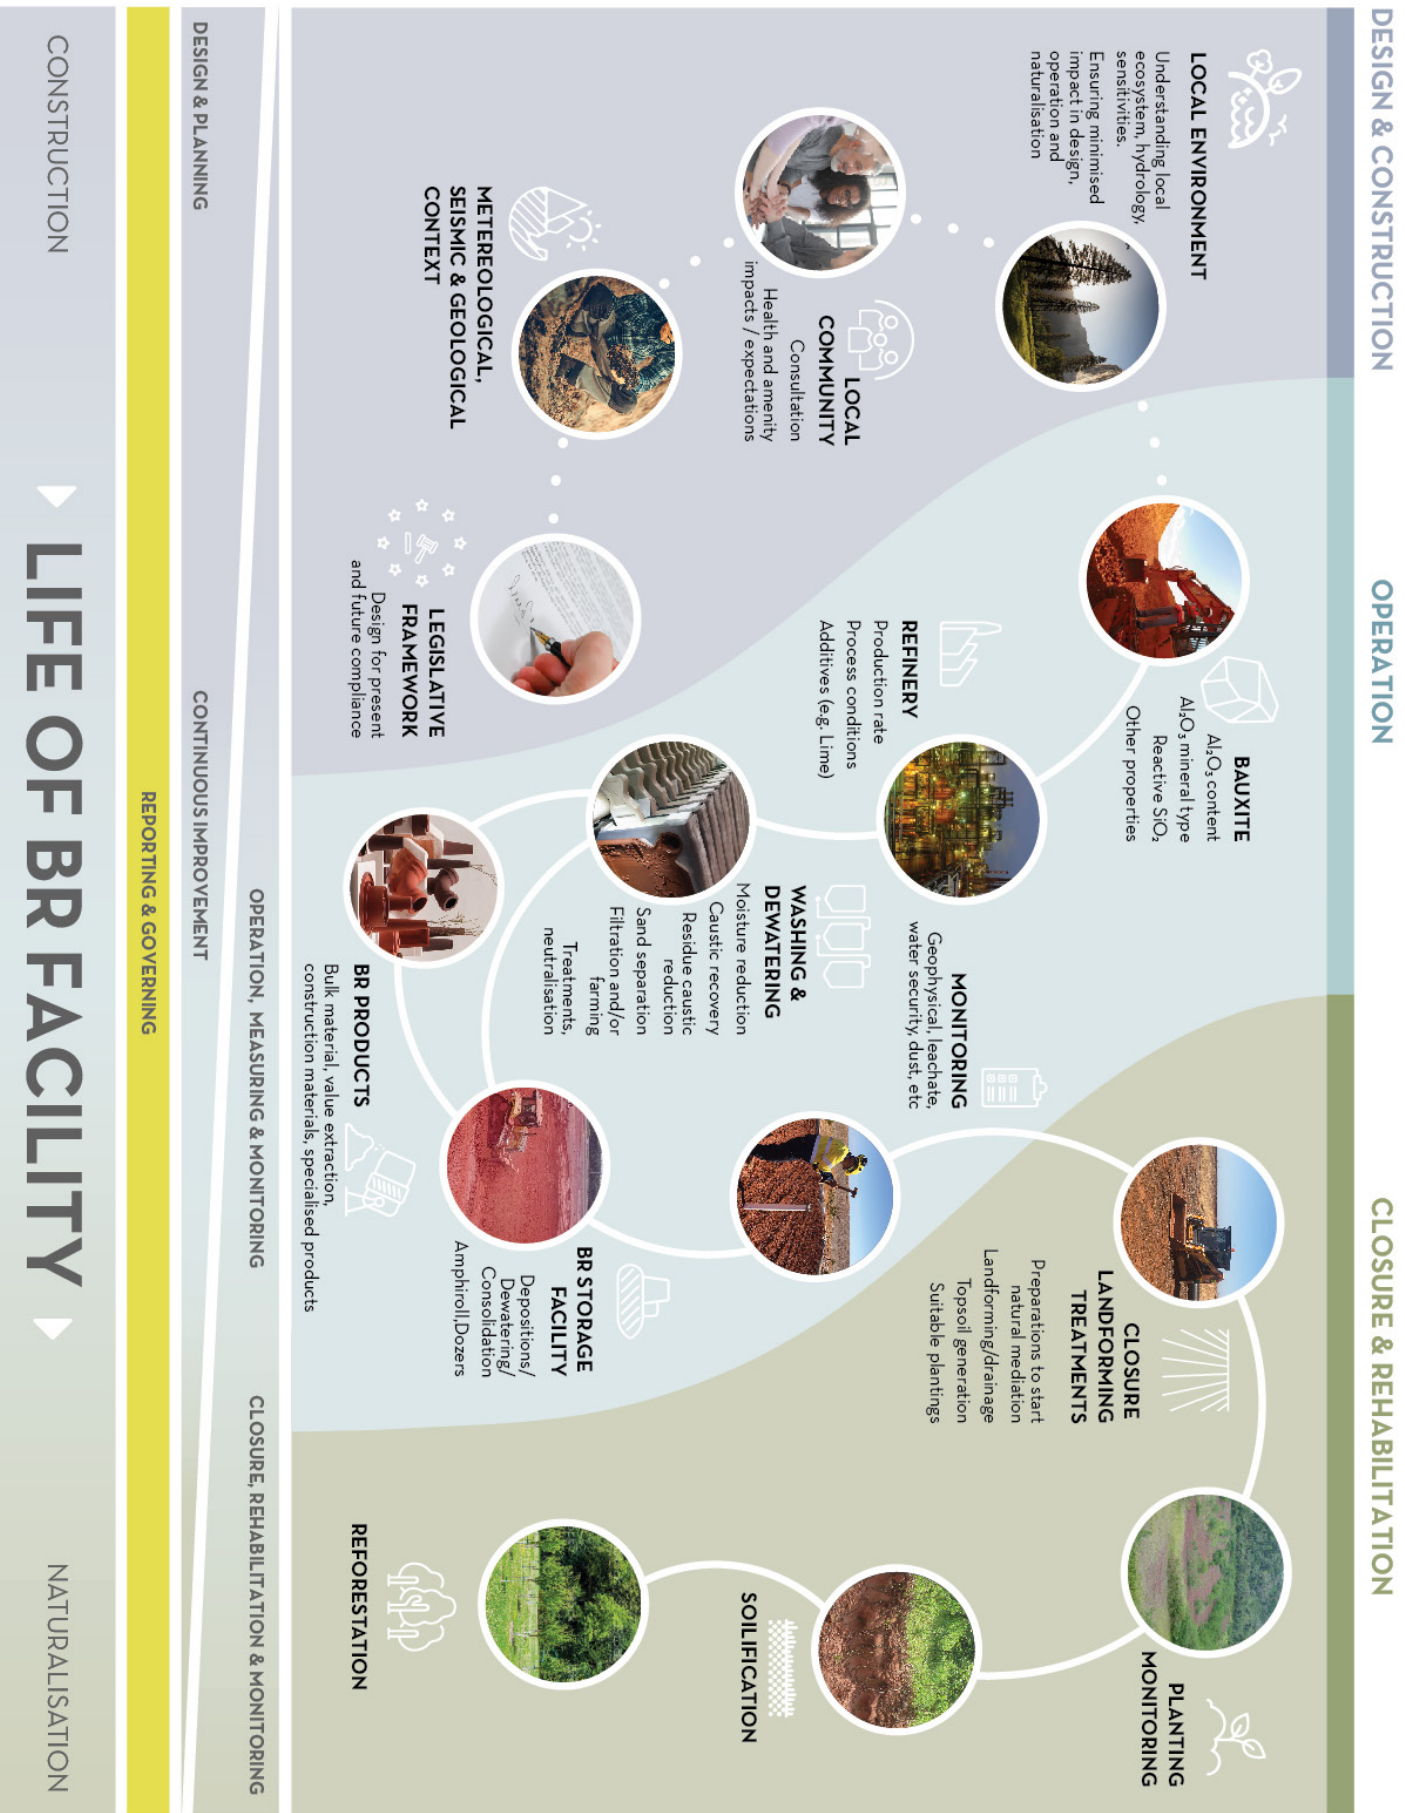 DESIGN & CONSTRUCTION
OPERATION
CLOSURE & REHABILITATION
LOCAL ENVIRONMENT
Understanding local
ecosystem, hydrology,
sensitivities.
Ensuring minimised
impact in design,
operation and
naturalisation
LOCAL
COMMUNITY
Consultation
Health and amenity
impacts / expectations
METEREOLOGICAL,
SEISMIC & GEOLOGICAL
CONTEXT
LEGISLATIVE
FRAMEWORK
Design for present
and future compliance
BAUXITE
Al₂O₃ content
Al₂O₃ mineral type
Reactive SiO₂
Other properties
REFINERY
Production rate
Process conditions
Additives (e.g. Lime)
WASHING &
DEWATERING
Moisture reduction
Caustic recovery
Residue caustic
reduction
Sand separation
Filtration and/or
farming
Treatments,
neutralisation
BR PRODUCTS
Bulk material, value extraction,
construction materials, specialised products
BR STORAGE
FACILITY
Depositions/
Dewatering/
Consolidation
Amphiroll,Dozers
MONITORING
Geophysical, leachate,
water security, dust, etc
CLOSURE
LANDFORMING
TREATMENTS
Preparations to start
natural mediation
Landforming/drainage
Topsoil generation
Suitable plantings
PLANTING
MONITORING
SOILIFICATION
REFORESTATION
OPERATION, MEASURING & MONITORING
CLOSURE, REHABILITATION & MONITORING
DESIGN & PLANNING
CONTINUOUS IMPROVEMENT
REPORTING & GOVERNING
CONSTRUCTION
LIFE OF BR FACILITY
NATURALISATION